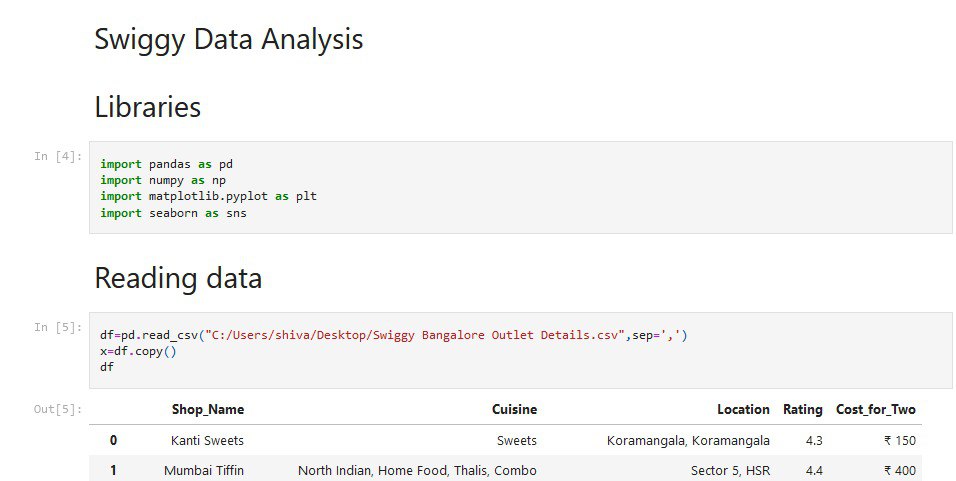 Swiggy Data Analysis
Libraries
In [4]:
import pandas as pd
import numpy as np
import matplotlib.pyplot as plt
import seaborn as sns
Reading data
In [5]:
df=pd.read_csv("C:/Users/shiva/Desktop/Swiggy Bangalore Outlet Details.csv",sep=',')
x=df.copy()
df
Out[5]:
Shop_Name Cuisine Location Rating Cost_for_Two
0 Kanti Sweets Sweets Koramangala, Koramangala 4.3 ₹ 150
1 Mumbai Tiffin North Indian, Home Food, Thalis, Combo Sector 5, HSR 4.4 ₹ 400